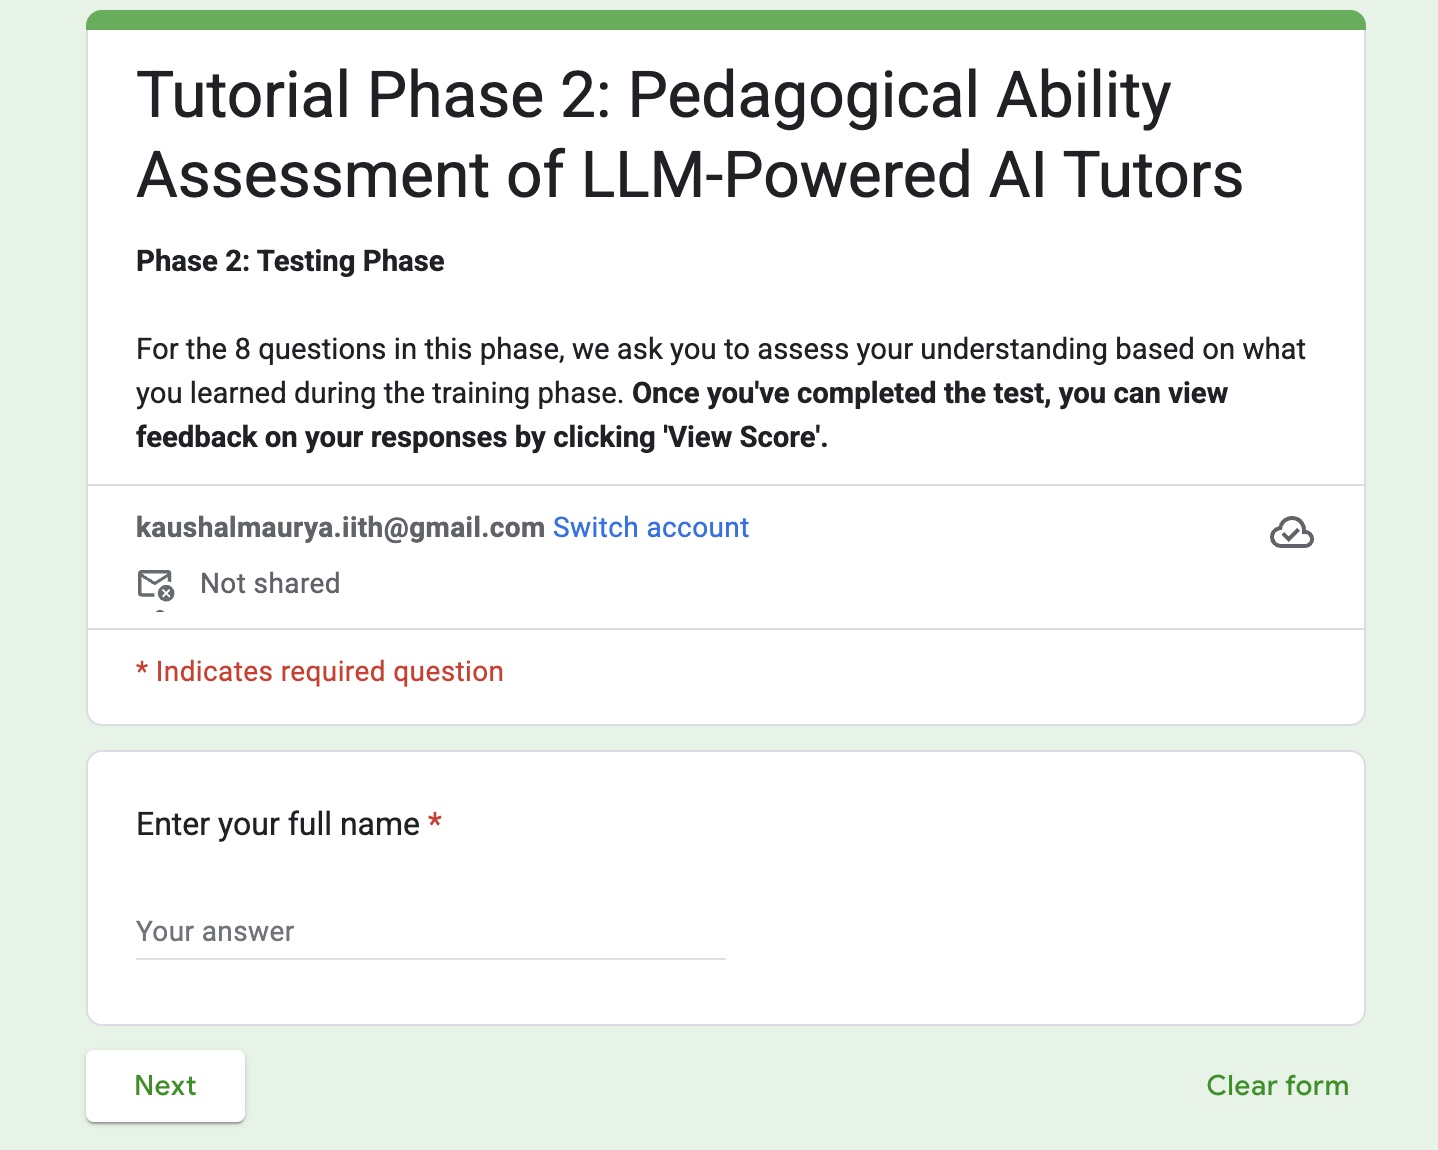 Tutorial Phase 2: Pedagogical Ability
Assessment of LLM-Powered AI Tutors
Phase 2: Testing Phase
For the 8 questions in this phase, we ask you to assess your understanding based on what
you learned during the training phase. Once you've completed the test, you can view
feedback on your responses by clicking 'View Score'.
kaushalmaurya.iith@gmail.com Switch account
Not shared
* Indicates required question
Enter your full name *
Your answer
Next
Clear form